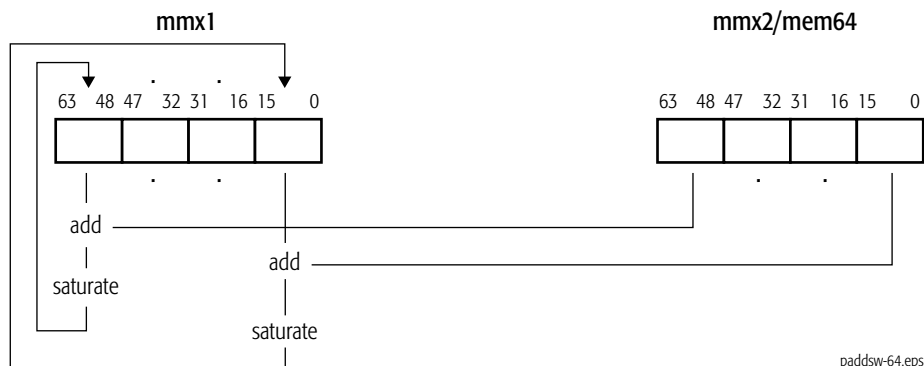 mmx1 mmx2/mem64
. . 
63 48 47 32 31 16 15 0 63 48 47 32 31 16 15 0
. . . .
add
add
saturate
saturate
paddsw-64.eps